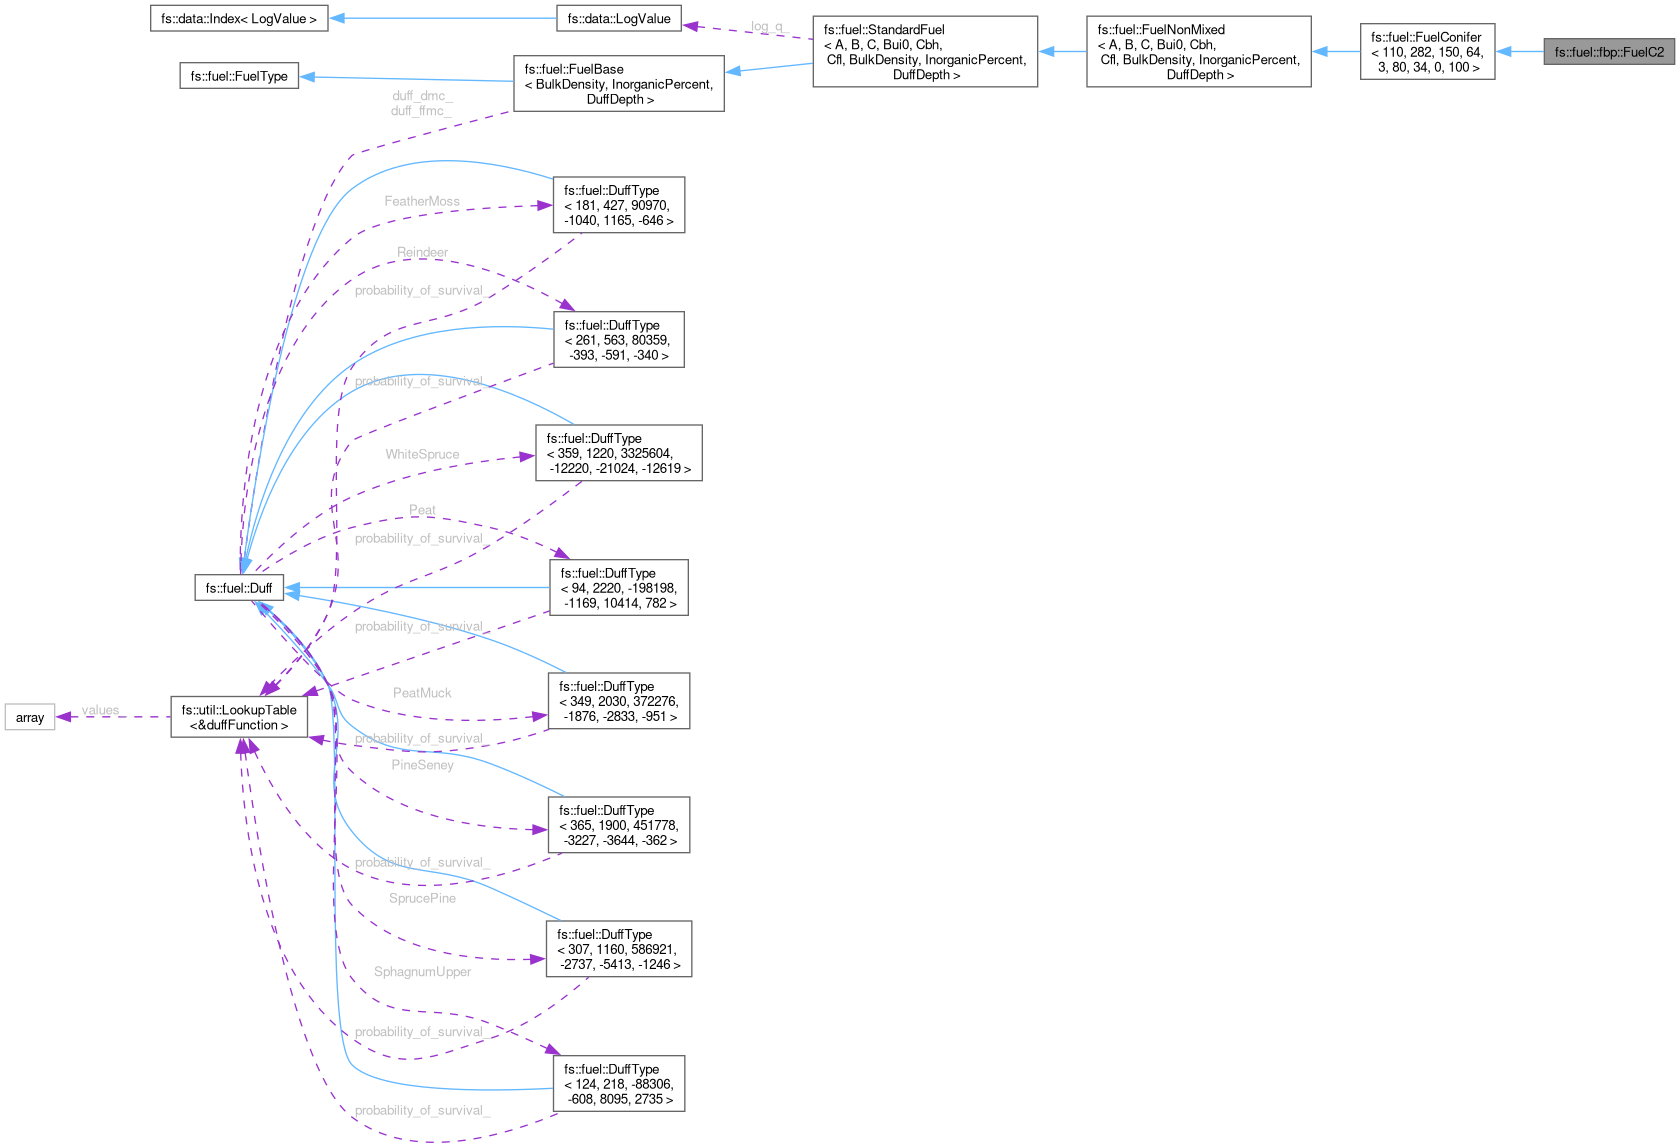 fs::data::Index< LogValue >
fs::data::LogValue
log_q_
fs::fuel::StandardFuel
< A, B, C, Bui0, Cbh,
Cfl, BulkDensity, InorganicPercent,
DuffDepth >
fs::fuel::FuelNonMixed
< A, B, C, Bui0, Cbh,
Cfl, BulkDensity, InorganicPercent,
DuffDepth >
fs::fuel::FuelConifer
< 110, 282, 150, 64,
3, 80, 34, 0, 100 >
fs::fuel::fbp::FuelC2
fs::fuel::FuelType
fs::fuel::FuelBase
< BulkDensity, InorganicPercent,
DuffDepth >
duff_dmc_
duff_ffmc_
fs::fuel::DuffType
< 181, 427, 90970,
-1040, 1165, -646 >
FeatherMoss
Reindeer
probability_of_survival_
fs::fuel::DuffType
< 261, 563, 80359,
-393, -591, -340 >
probability_of_survival_
fs::fuel::DuffType
< 359, 1220, 3325604,
-12220, -21024, -12619 >
WhiteSpruce
Peat
probability_of_survival_
fs::fuel::Duff
fs::fuel::DuffType
< 94, 2220, -198198,
-1169, 10414, 782 >
probability_of_survival_
fs::fuel::DuffType
< 349, 2030, 372276,
-1876, -2833, -951 >
PeatMuck
array
values
fs::util::LookupTable
<&duffFunction >
probability_of_survival_
PineSeney
fs::fuel::DuffType
< 365, 1900, 451778,
-3227, -3644, -362 >
probability_of_survival_
SprucePine
fs::fuel::DuffType
< 307, 1160, 586921,
-2737, -5413, -1246 >
SphagnumUpper
probability_of_survival_
fs::fuel::DuffType
< 124, 218, -88306,
-608, 8095, 2735 >
probability_of_survival_